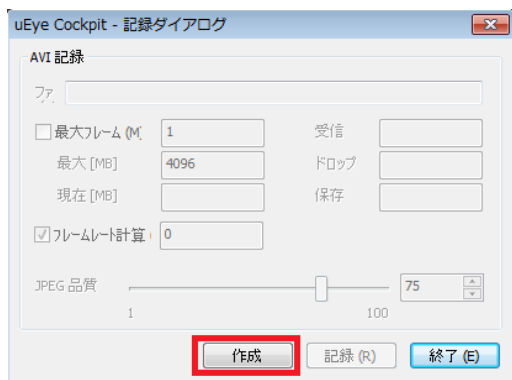 uEye Cockpit - 記録ダイアログ
AVI 記録
ファ
最大フレーム (M) 1 受信
最大 [MB] 4096 ドロップ
現在 [MB] 保存
フレームレート計算 ( 0
JPEG 品質 75
1 100
作成 記録 (R) 終了 (E)